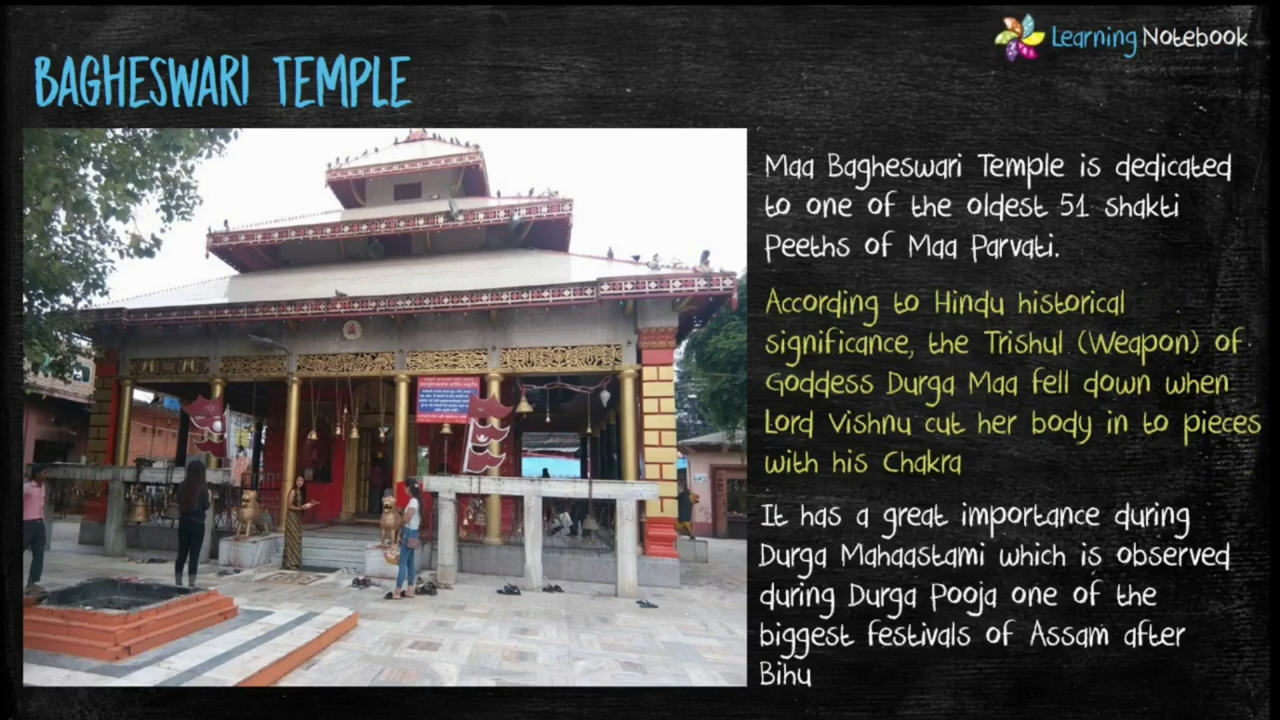 Learning Notebook
BAGHESWARI TEMPLE
Maa Bagheswari Temple is dedicated
to one of the oldest 51 shakti
Peeths of Maa Parvati.
According to Hindu historical
significance, the Trishul (Weapon) of
Goddess Durga Maa fell down when
Lord Vishnu cut her body in to pieces
with his Chakra
It has a great importance during
Durga Mahaastami which is observed
during Durga Pooja one of the
biggest festivals of Assam after
Bihu